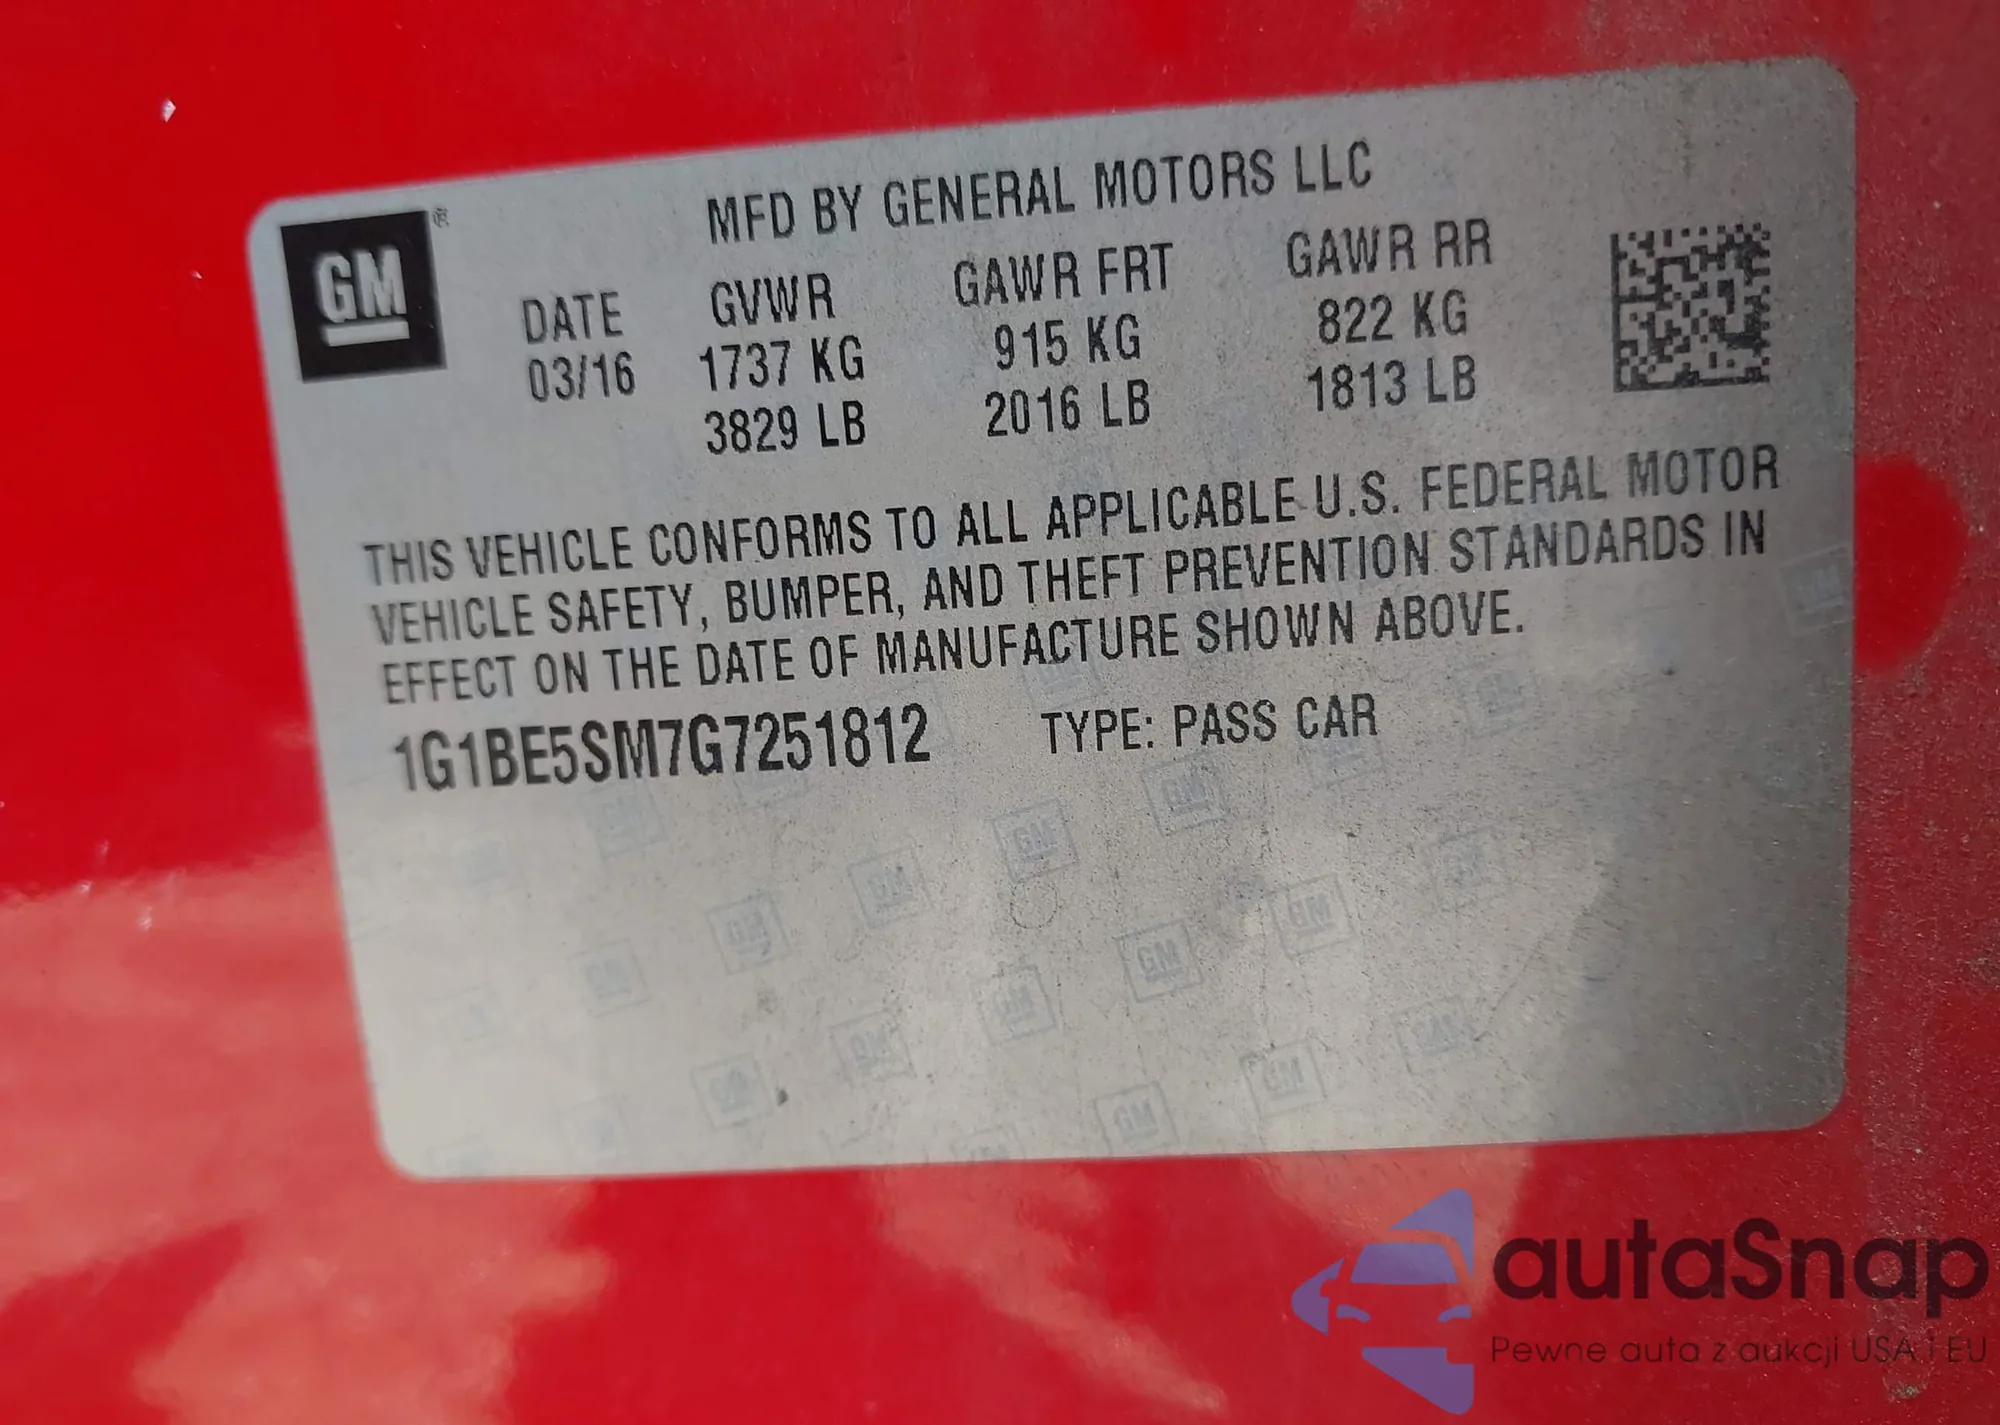 GM ®
MFD BY GENERAL MOTORS LLC
DATE GVWR GAWR FRT GAWR RR
03/16 1737 KG 915 KG 822 KG
3829 LB 2016 LB 1813 LB
THIS VEHICLE CONFORMS TO ALL APPLICABLE U.S. FEDERAL MOTOR
VEHICLE SAFETY, BUMPER, AND THEFT PREVENTION STANDARDS IN
EFFECT ON THE DATE OF MANUFACTURE SHOWN ABOVE.
1G1BE5SM7G7251812 TYPE: PASS CAR
autaSnap
Pewne auta z aukcji USA i EU